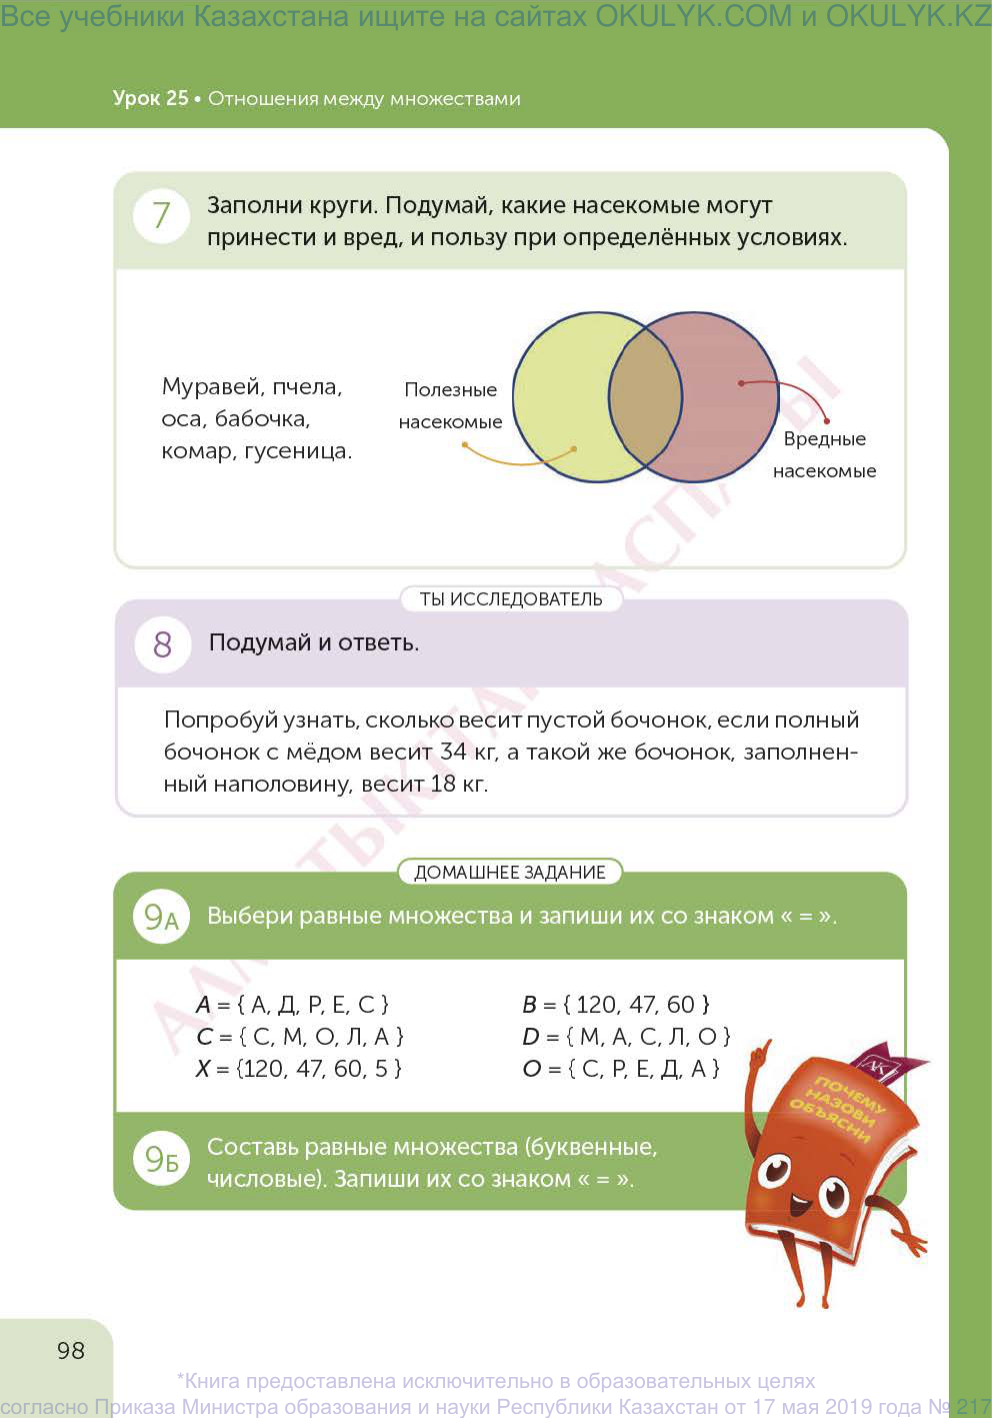 Все учебники Казахстана ищите на сайтах OKULYK.COM и OKULYK.KZ
Урок 25 • Отношения между множествами
7
Заполни круги. Подумай, какие насекомые могут
принести и вред, и пользу при определённых условиях.
Муравей, пчела,
оса, бабочка,
комар, гусеница.
Полезные
насекомые
Вредные
насекомые
ТЫ ИССЛЕДОВАТЕЛЬ
8
Подумай и ответь.
Попробуй узнать, сколько весит пустой бочонок, если полный
бочонок с мёдом весит 34 кг, а такой же бочонок, заполнен-
ный наполовину, весит 18 кг.
ДОМАШНЕЕ ЗАДАНИЕ
9А
Выбери равные множества и запиши их со знаком « = ».
A = { А, Д, Р, Е, С }
B = { 120, 47, 60 }
C = { С, М, О, Л, А }
D = { М, А, С, Л, О }
X = {120, 47, 60, 5 }
O = { С, Р, Е, Д, А }
АК
ПОЧЕМУ
НАЗОВИ
ОБЪЯСНИ
9Б
Составь равные множества (буквенные,
числовые). Запиши их со знаком « = ».
98
*Книга предоставлена исключительно в образовательных целях
согласно Приказа Министра образования и науки Республики Казахстан от 17 мая 2019 года № 217